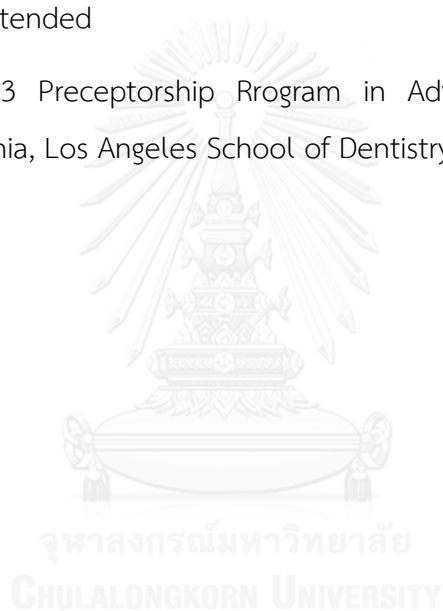 tended
3 Preceptorship Rrogram in Ad
nia, Los Angeles School of Dentistry
จุฬาลงกรณ์มหาวิทยาลัย
CHULALONGKORN UNIVERSITY